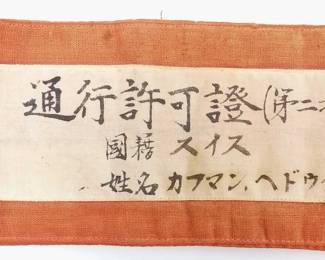 通行許可證(第二
國籍 スイス
姓名 カフマン,ヘドウ